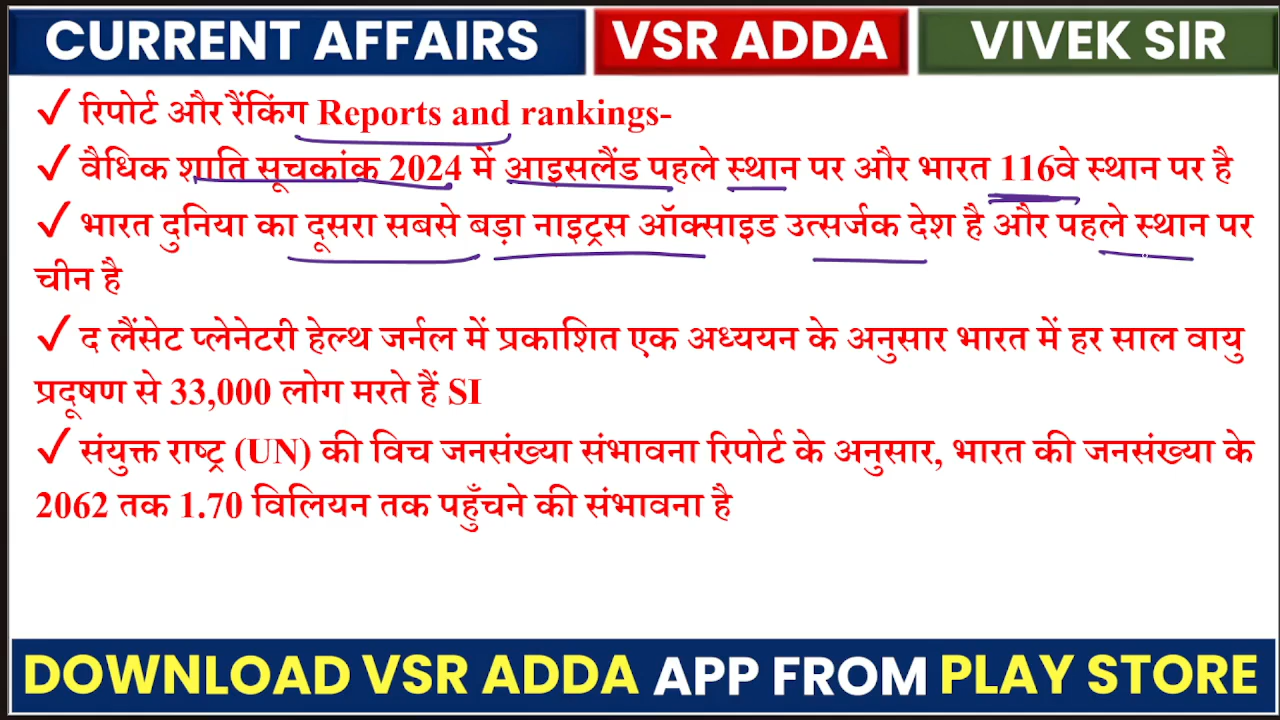 CURRENT AFFAIRS VSR ADDA VIVEK SIR
✓ रिपोर्ट और रैंकिंग Reports and rankings-
✓ वैधिक शाति सूचकांक 2024 में आइसलैंड पहले स्थान पर और भारत 116वे स्थान पर है
✓ भारत दुनिया का दूसरा सबसे बड़ा नाइट्रस ऑक्साइड उत्सर्जक देश है और पहले स्थान पर
चीन है
✓ द लैंसेट प्लेनेटरी हेल्थ जर्नल में प्रकाशित एक अध्ययन के अनुसार भारत में हर साल वायु
प्रदूषण से 33,000 लोग मरते हैं SI
✓ संयुक्त राष्ट्र (UN) की विच जनसंख्या संभावना रिपोर्ट के अनुसार, भारत की जनसंख्या के
2062 तक 1.70 विलियन तक पहुँचने की संभावना है
DOWNLOAD VSR ADDA APP FROM PLAY STORE